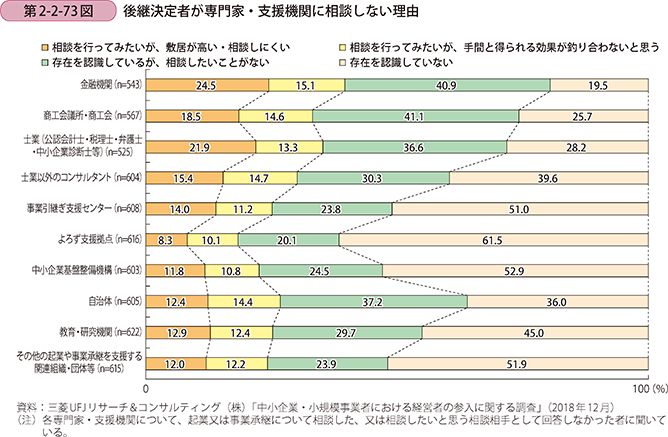 第2-2-73図 後継決定者が専門家・支援機関に相談しない理由
相談を行ってみたいが、敷居が高い・相談しにくい 相談を行ってみたいが、手間と得られる効果が釣り合わないと思う
存在を認識しているが、相談したいことがない 存在を認識していない
金融機関 (n=543) 24.5 15.1 40.9 19.5
商工会議所・商工会 (n=567) 18.5 14.6 41.1 25.7
士業（公認会計士・税理士・弁護士
・中小企業診断士等）(n=525) 21.9 13.3 36.6 28.2
士業以外のコンサルタント (n=604) 15.4 14.7 30.3 39.6
事業引継ぎ支援センター (n=608) 14.0 11.2 23.8 51.0
よろず支援拠点 (n=616) 8.3 10.1 20.1 61.5
中小企業基盤整備機構 (n=603) 11.8 10.8 24.5 52.9
自治体 (n=605) 12.4 14.4 37.2 36.0
教育・研究機関 (n=622) 12.9 12.4 29.7 45.0
その他の起業や事業承継を支援する
関連組織・団体等 (n=615) 12.0 12.2 23.9 51.9
0 100 (%)
資料：三菱UFJリサーチ＆コンサルティング（株）「中小企業・小規模事業者における経営者の参入に関する調査」（2018年12月）
（注）各専門家・支援機関について、起業又は事業承継について相談した、又は相談したいと思う相談相手として回答しなかった者に聞いて
いる。